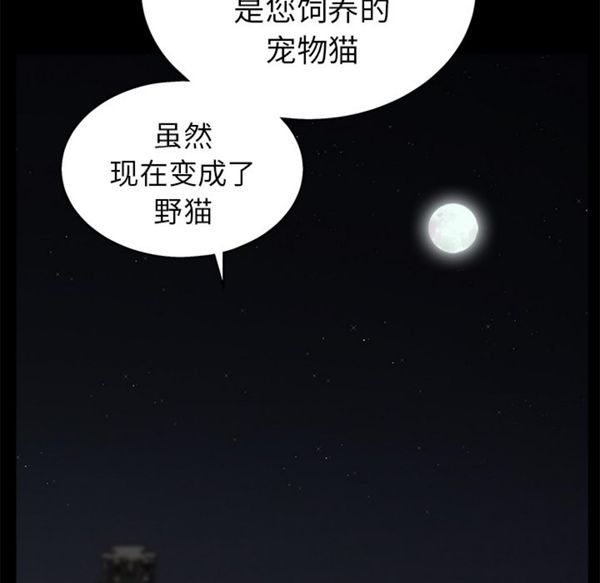 是您饲养的
宠物猫
虽然
现在变成了
野猫